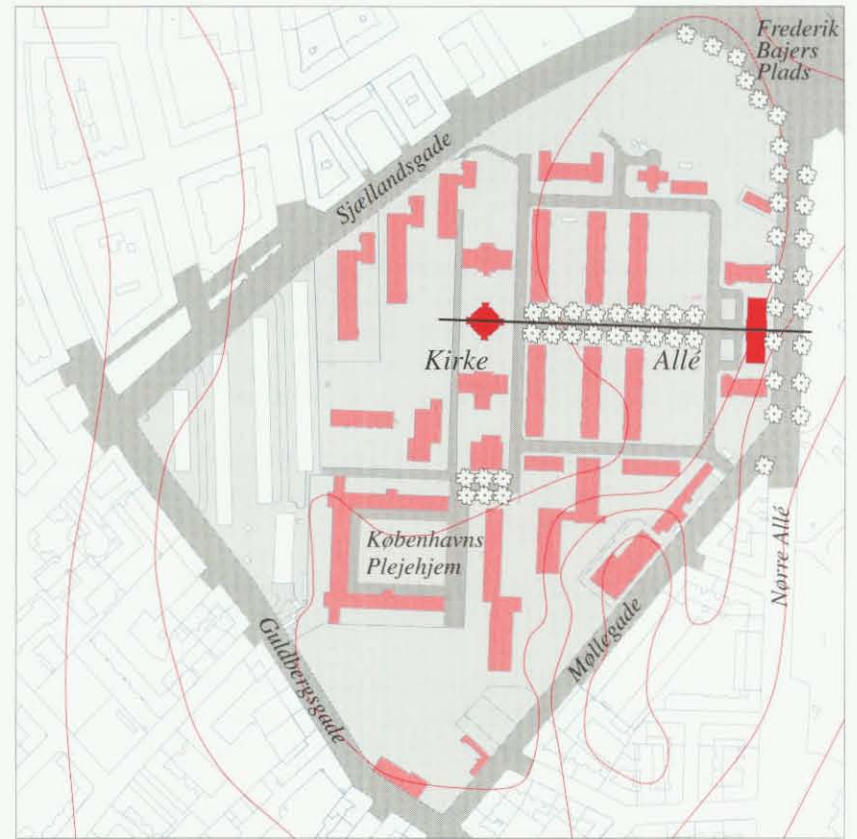 Frederik
Bajers
Plads
Sjællandsgade
Kirke
Allé
Københavns
Plejehjem
Nørre Allé
Møllegade
Guldbergsgade